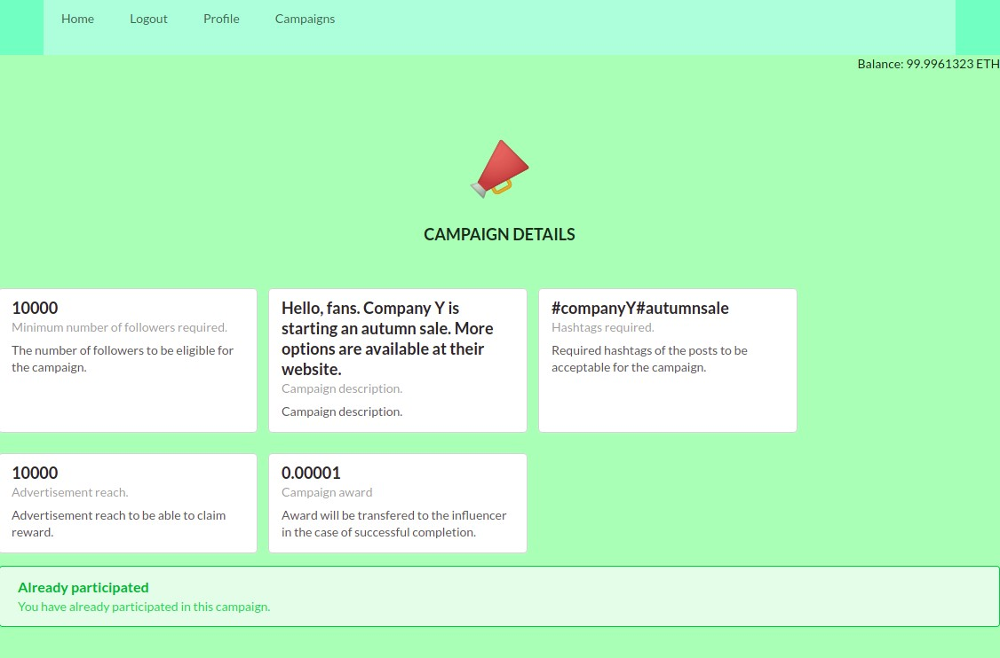 Home Logout Profile Campaigns
Balance: 99.9961323 ETH
CAMPAIGN DETAILS
10000
Minimum number of followers required.
The number of followers to be eligible for
the campaign.
Hello, fans. Company Y is
starting an autumn sale. More
options are available at their
website.
Campaign description.
Campaign description.
#companyY#autumnsale
Hashtags required.
Required hashtags of the posts to be
acceptable for the campaign.
10000
Advertisement reach.
Advertisement reach to be able to claim
reward.
0.00001
Campaign award
Award will be transfered to the influencer
in the case of successful completion.
Already participated
You have already participated in this campaign.